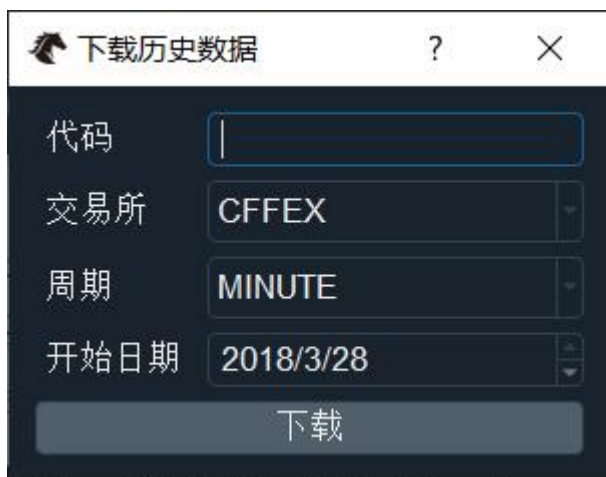 下载历史数据 ?
代码
交易所 CFFEX
周期 MINUTE
开始日期 2018/3/28
下载